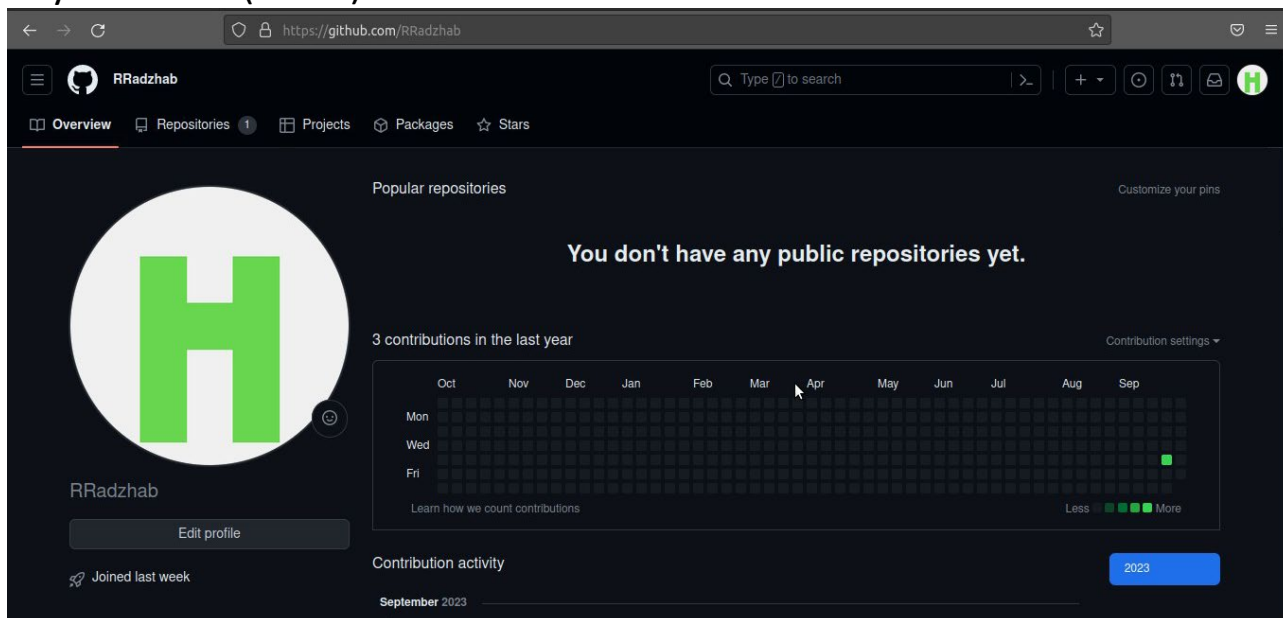 https://github.com/RRadzhab
RRadzhab
Type / to search
Overview Repositories 1 Projects Packages Stars
Popular repositories Customize your pins
You don't have any public repositories yet.
3 contributions in the last year Contribution settings
Oct Nov Dec Jan Feb Mar Apr May Jun Jul Aug Sep
Mon
Wed
Fri
Learn how we count contributions Less More
RRadzhab
Edit profile
Joined last week
Contribution activity 2023
September 2023